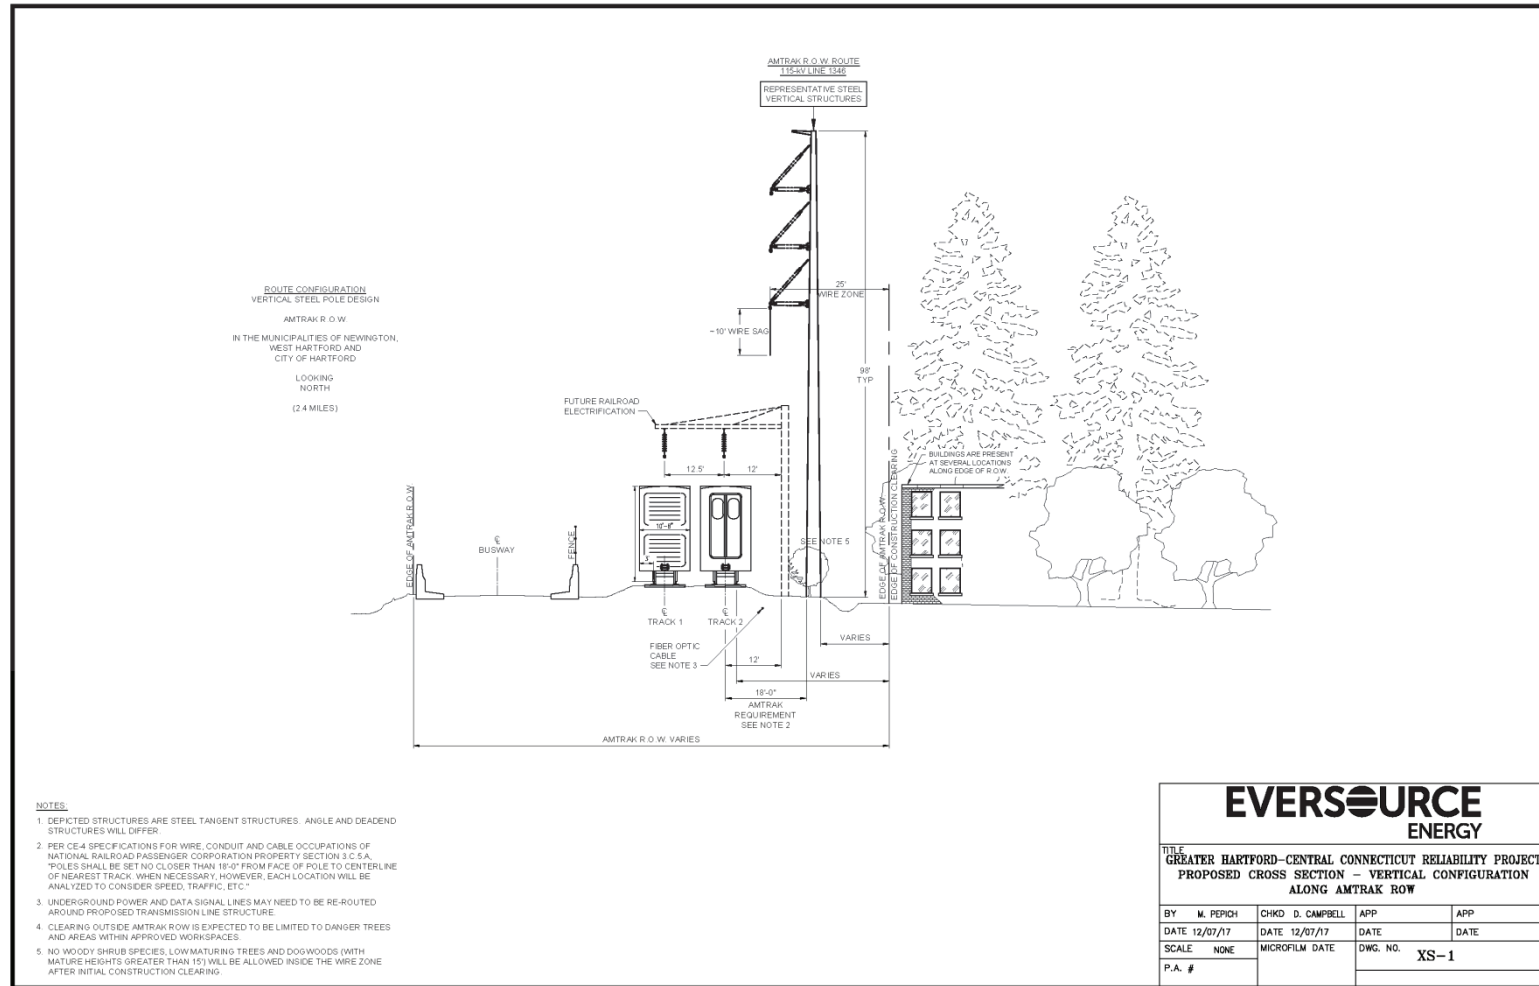 AMTRAK R.O.W. ROUTE
115-kV LINE 1346
REPRESENTATIVE STEEL
VERTICAL STRUCTURES
ROUTE CONFIGURATION
VERTICAL STEEL POLE DESIGN
AMTRAK R.O.W.
IN THE MUNICIPALITIES OF NEWINGTON,
WEST HARTFORD AND
CITY OF HARTFORD
LOOKING
NORTH
(2.4 MILES)
25'
WIRE ZONE
~10' WIRE SAG
98'
TYP
FUTURE RAILROAD
ELECTRIFICATION
12.5'
12'
BUILDINGS ARE PRESENT
AT SEVERAL LOCATIONS
ALONG EDGE OF R.O.W.
EDGE OF AMTRAK R.O.W.
BUSWAY
FENCE
10'-8"
SEE NOTE 5
EDGE OF AMTRAK R.O.W.
EDGE OF CONSTRUCTION CLEARING
TRACK 1
TRACK 2
FIBER OPTIC
CABLE
SEE NOTE 3
12'
VARIES
VARIES
18'-0"
AMTRAK
REQUIREMENT
SEE NOTE 2
AMTRAK R.O.W. VARIES
NOTES:
1. DEPICTED STRUCTURES ARE STEEL TANGENT STRUCTURES. ANGLE AND DEADEND
STRUCTURES WILL DIFFER.
2. PER CE-4 SPECIFICATIONS FOR WIRE, CONDUIT AND CABLE OCCUPATIONS OF
NATIONAL RAILROAD PASSENGER CORPORATION PROPERTY SECTION 3.C.5.A,
"POLES SHALL BE SET NO CLOSER THAN 18'-0" FROM FACE OF POLE TO CENTERLINE
OF NEAREST TRACK. WHEN NECESSARY, HOWEVER, EACH LOCATION WILL BE
ANALYZED TO CONSIDER SPEED, TRAFFIC, ETC."
3. UNDERGROUND POWER AND DATA SIGNAL LINES MAY NEED TO BE RE-ROUTED
AROUND PROPOSED TRANSMISSION LINE STRUCTURE.
4. CLEARING OUTSIDE AMTRAK ROW IS EXPECTED TO BE LIMITED TO DANGER TREES
AND AREAS WITHIN APPROVED WORKSPACES.
5. NO WOODY SHRUB SPECIES, LOW MATURING TREES AND DOGWOODS (WITH
MATURE HEIGHTS GREATER THAN 15') WILL BE ALLOWED INSIDE THE WIRE ZONE
AFTER INITIAL CONSTRUCTION CLEARING.
EVERSOURCE
ENERGY
TITLE
GREATER HARTFORD-CENTRAL CONNECTICUT RELIABILITY PROJECT
PROPOSED CROSS SECTION - VERTICAL CONFIGURATION
ALONG AMTRAK ROW
BY M. PEPICH CHKD D. CAMPBELL APP APP
DATE 12/07/17 DATE 12/07/17 DATE DATE
SCALE NONE MICROFILM DATE DWG. NO. XS-1
P.A. #